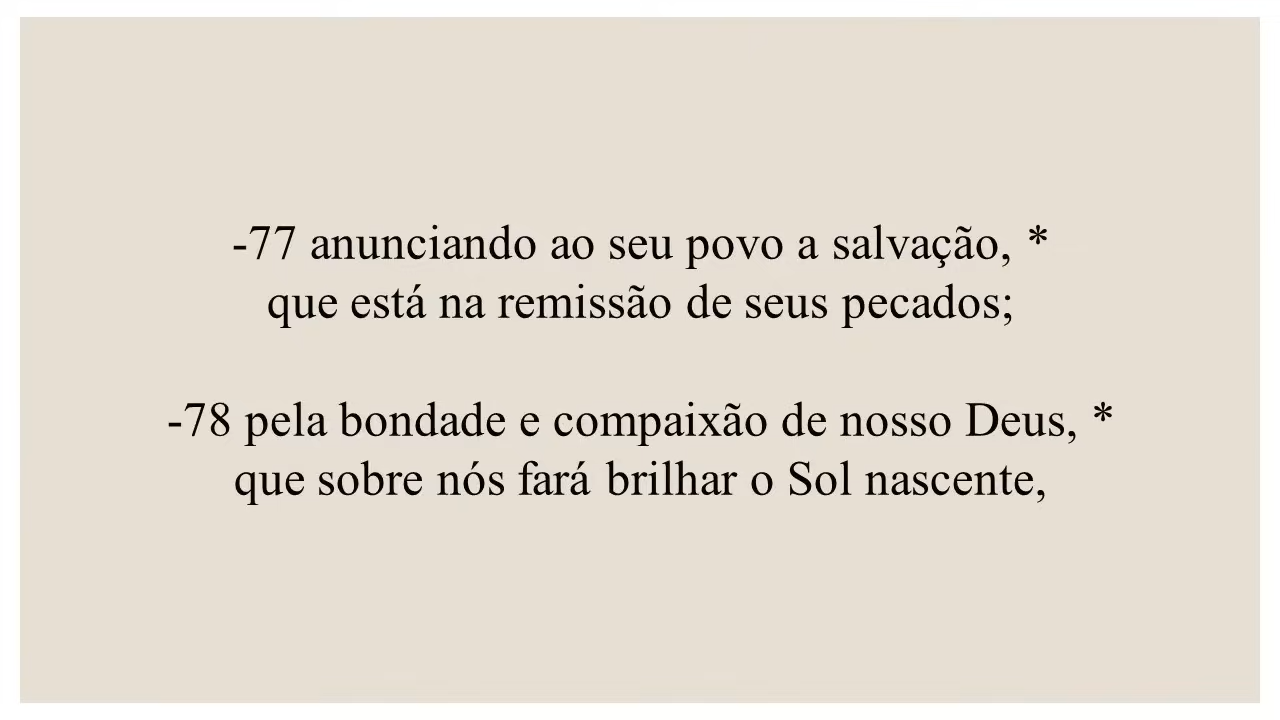 -77 anunciando ao seu povo a salvação, *
que está na remissão de seus pecados;
-78 pela bondade e compaixão de nosso Deus, *
que sobre nós fará brilhar o Sol nascente,